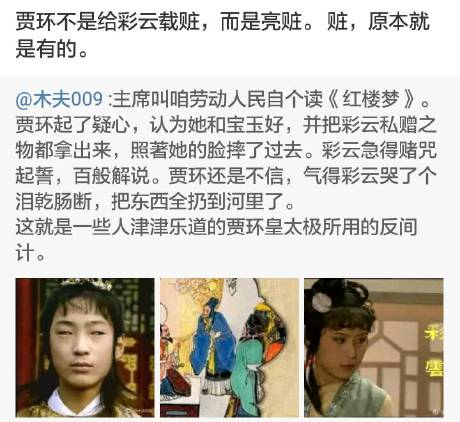 贾环不是给彩云载赃，而是亮赃。 赃，原本就
是有的。
@木夫009 :主席叫咱劳动人民自个读《红楼梦》。
贾环起了疑心，认为她和宝玉好，并把彩云私赠之
物都拿出来，照著她的脸摔了过去。彩云急得赌咒
起誓，百般解说。贾环还是不信，气得彩云哭了个
泪乾肠断，把东西全扔到河里了。
这就是一些人津津乐道的贾环皇太极所用的反间
计。
彩
雲